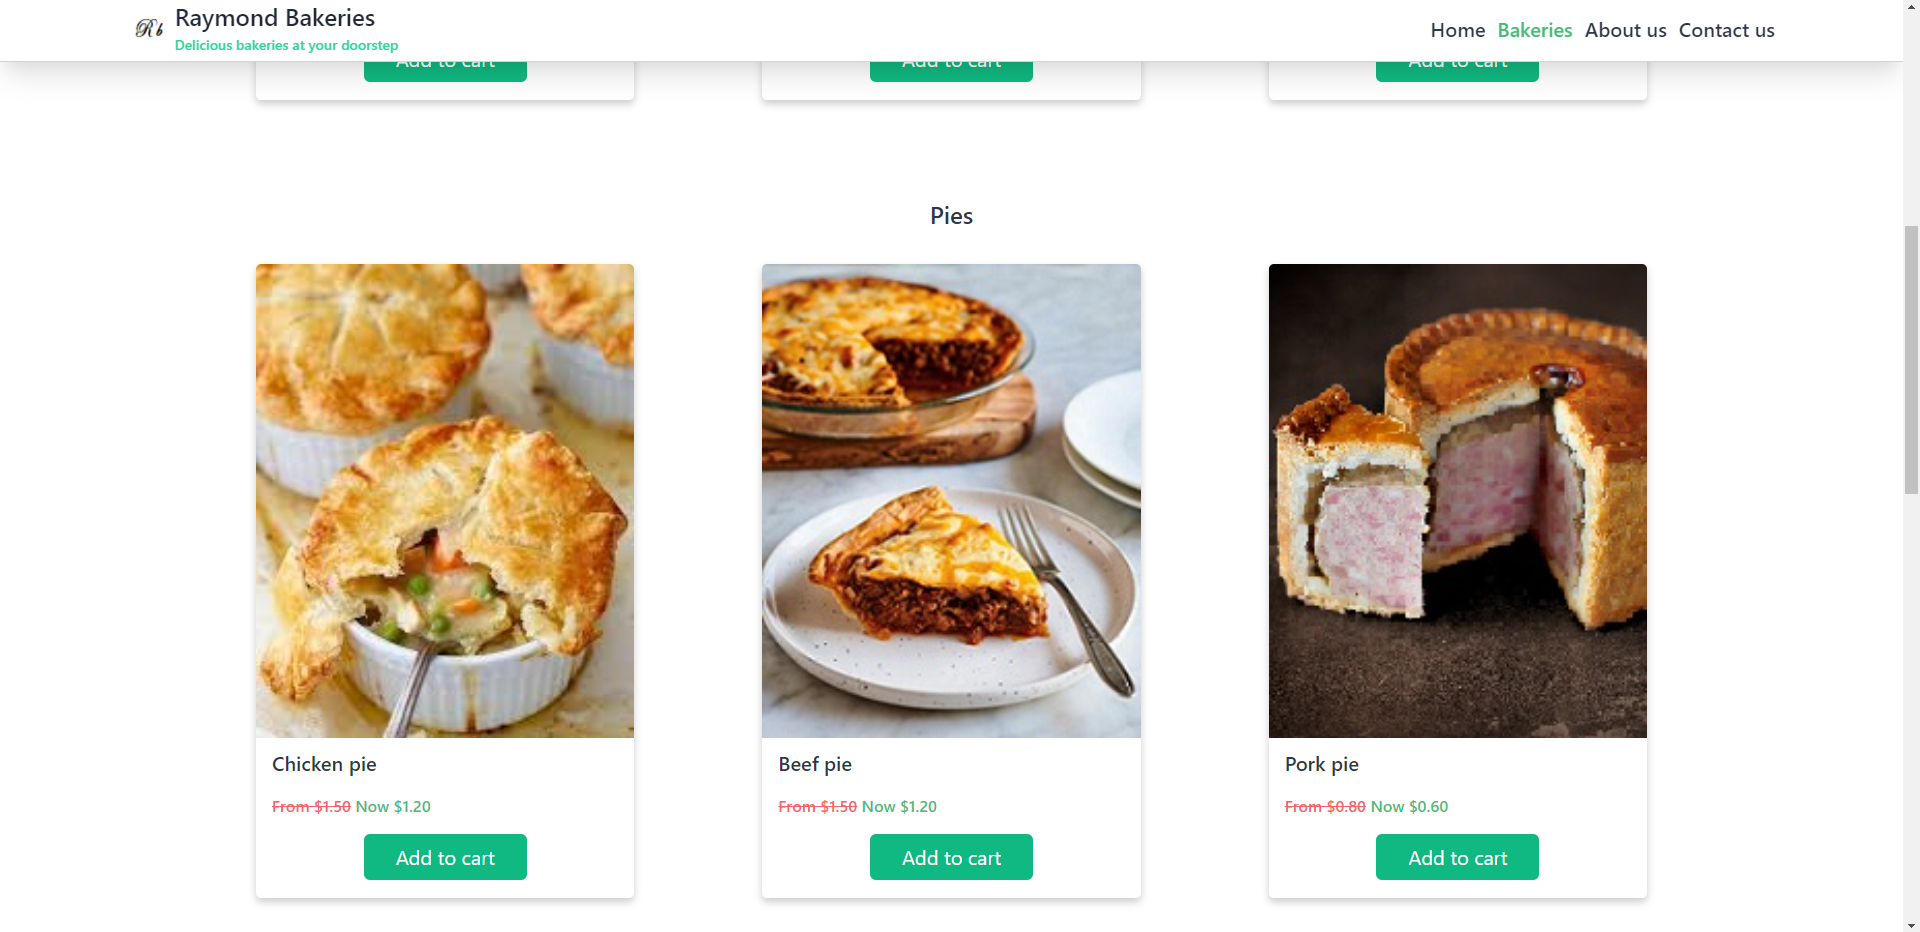 Rb
Raymond Bakeries
Delicious bakeries at your doorstep
Home Bakeries About us Contact us
Add to cart Add to cart Add to cart
Pies
Chicken pie
From $1.50 Now $1.20
Add to cart
Beef pie
From $1.50 Now $1.20
Add to cart
Pork pie
From $0.80 Now $0.60
Add to cart